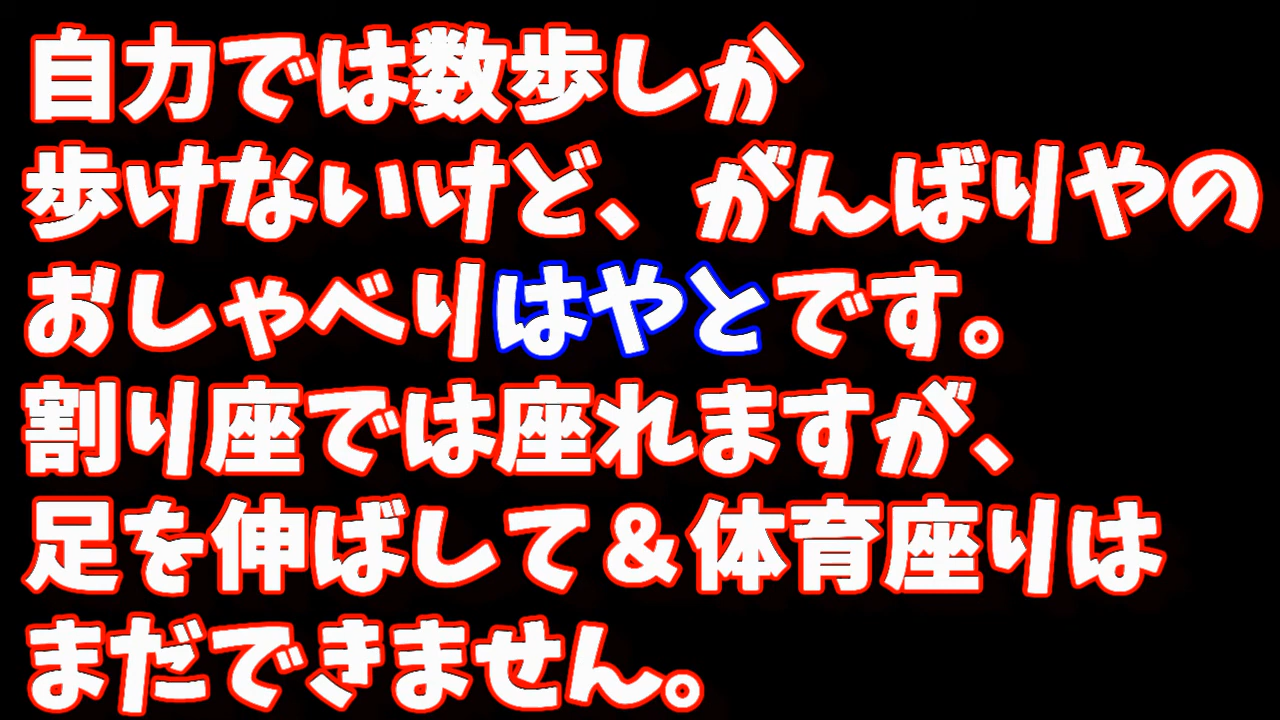 自力では数歩しか
歩けないけど、がんばりやの
おしゃべりはやとです。
割り座では座れますが、
足を伸ばして＆体育座りは
まだできません。